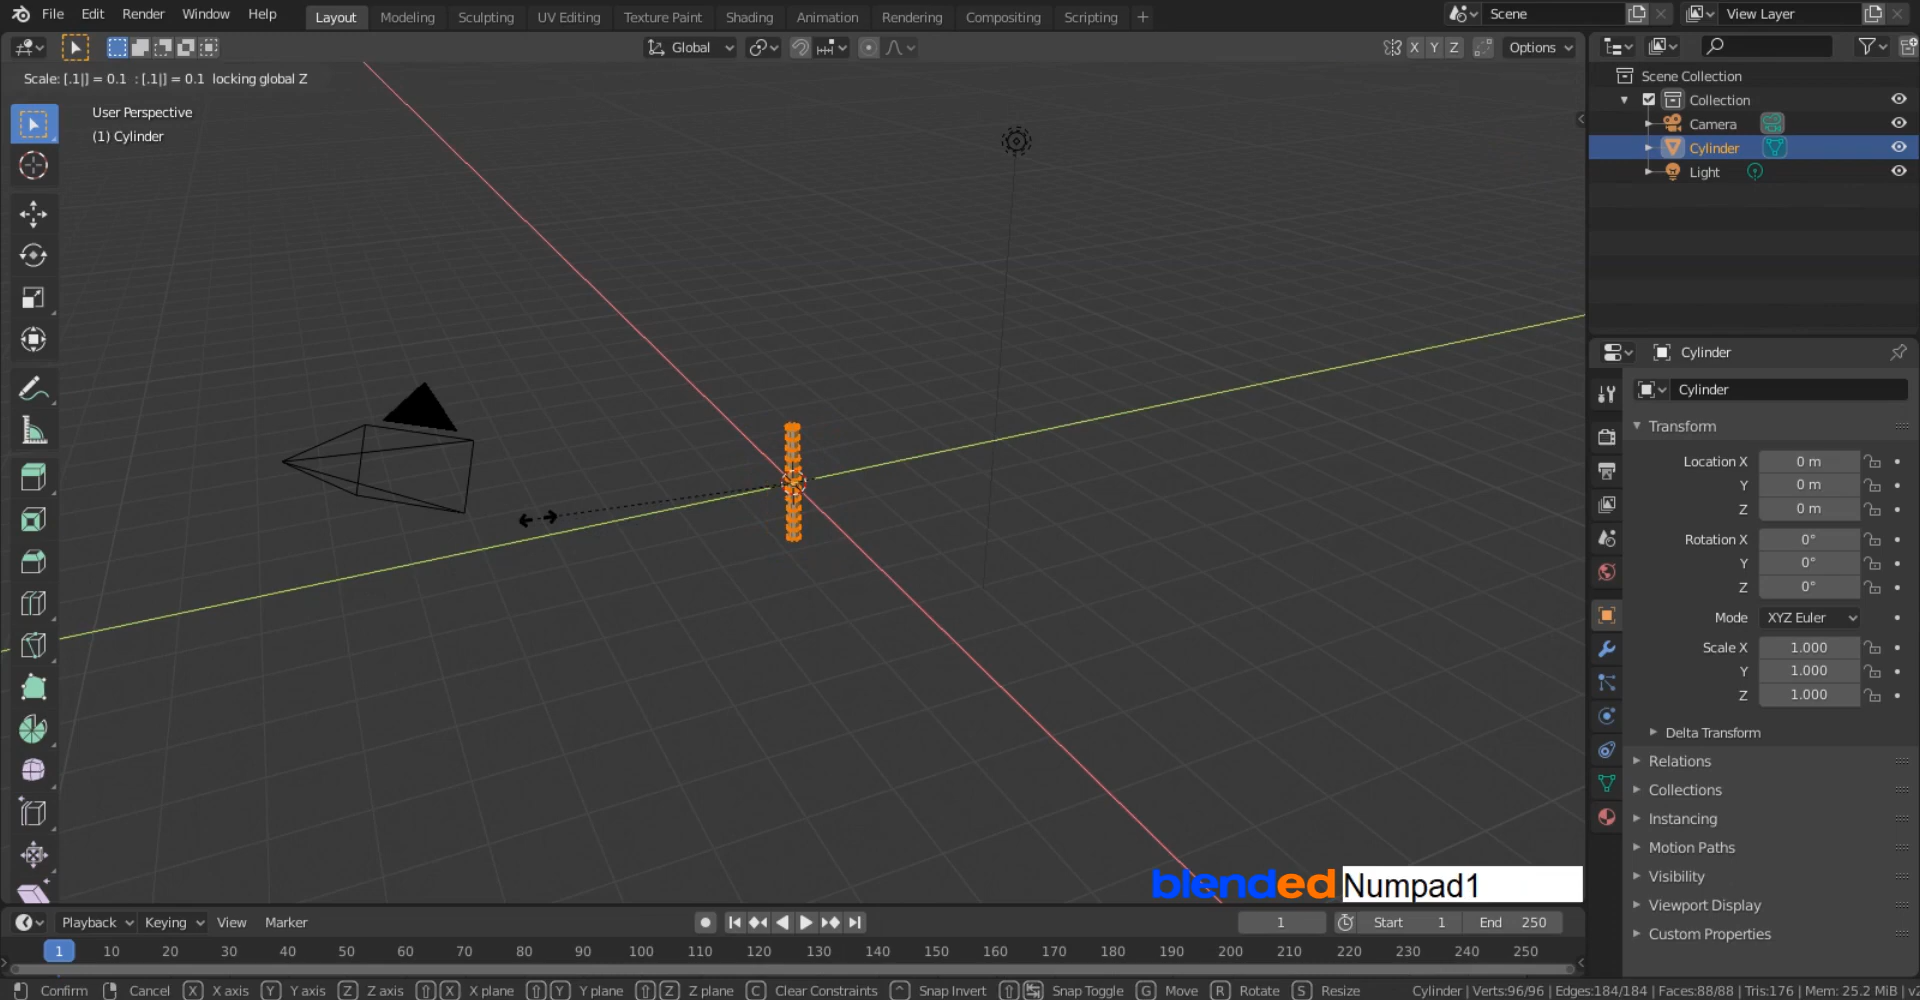 File Edit Render Window Help Layout Modeling Sculpting UV Editing Texture Paint Shading Animation Rendering Compositing Scripting + Scene View Layer
Global Options X Y Z
Scale: [.1|] = 0.1 : [.1|] = 0.1 locking global Z
User Perspective
(1) Cylinder
Scene Collection
Collection
Camera
Cylinder
Light
Cylinder
Cylinder
Transform
Location X 0 m
Y 0 m
Z 0 m
Rotation X 0°
Y 0°
Z 0°
Mode XYZ Euler
Scale X 1.000
Y 1.000
Z 1.000
Delta Transform
Relations
Collections
Instancing
Motion Paths
Visibility
Viewport Display
Custom Properties
blended Numpad1
Playback Keying View Marker 1 Start 1 End 250
1 10 20 30 40 50 60 70 80 90 100 110 120 130 140 150 160 170 180 190 200 210 220 230 240 250
Confirm Cancel X X axis Y Y axis Z Z axis X X plane Y Y plane Z Z plane C Clear Constraints ^ Snap Invert Snap Toggle G Move R Rotate S Resize Cylinder | Verts:96/96 | Edges:184/184 | Faces:88/88 | Tris:176 | Mem: 25.2 MiB | v2